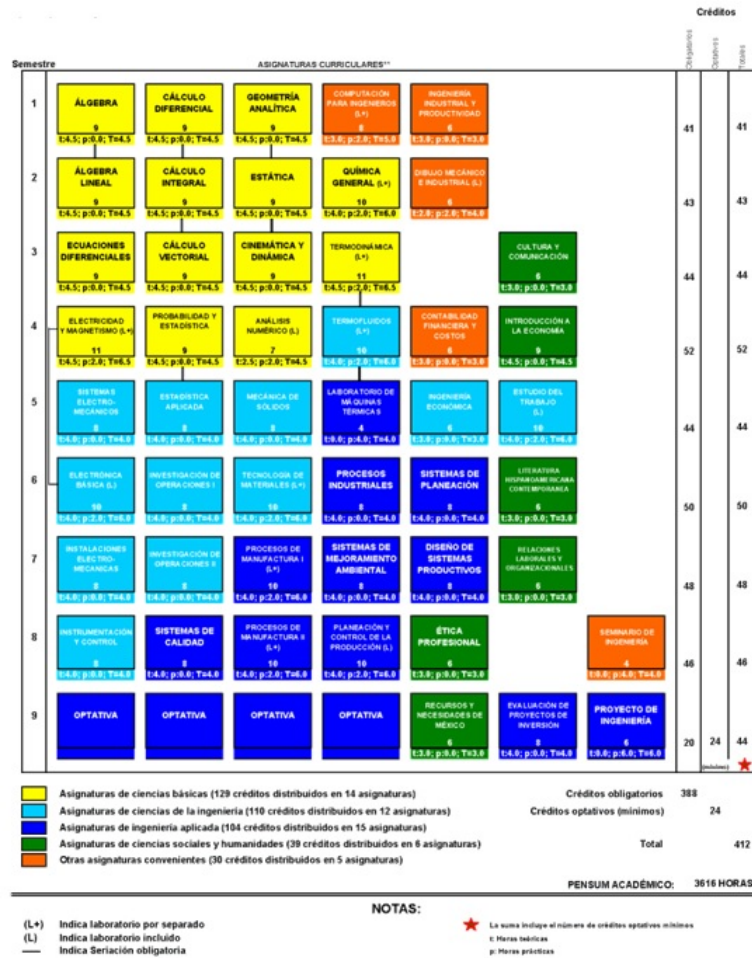 Créditos
Semestre
ASIGNATURAS CURRICULARES**
Obligatorios
Optativos
Totales
1
ÁLGEBRA
9
t:4.5; p:0.0; T=4.5
CÁLCULO
DIFERENCIAL
9
t:4.5; p:0.0; T=4.5
GEOMETRÍA
ANALÍTICA
9
t:4.5; p:0.0; T=4.5
COMPUTACIÓN
PARA INGENIEROS
(L+)
8
t:3.0; p:2.0; T=5.0
INGENIERÍA
INDUSTRIAL Y
PRODUCTIVIDAD
6
t:3.0; p:0.0; T=3.0
41
41
2
ÁLGEBRA
LINEAL
9
t:4.5; p:0.0; T=4.5
CÁLCULO
INTEGRAL
9
t:4.5; p:0.0; T=4.5
ESTÁTICA
9
t:4.5; p:0.0; T=4.5
QUÍMICA
GENERAL (L+)
10
t:4.0; p:2.0; T=6.0
DIBUJO MECÁNICO
E INDUSTRIAL (L)
6
t:2.0; p:2.0; T=4.0
43
43
3
ECUACIONES
DIFERENCIALES
9
t:4.5; p:0.0; T=4.5
CÁLCULO
VECTORIAL
9
t:4.5; p:0.0; T=4.5
CINEMÁTICA Y
DINÁMICA
9
t:4.5; p:0.0; T=4.5
TERMODINÁMICA
(L+)
11
t:4.5; p:2.0; T=6.5
CULTURA Y
COMUNICACIÓN
6
t:3.0; p:0.0; T=3.0
44
44
4
ELECTRICIDAD
Y MAGNETISMO (L+)
11
t:4.5; p:2.0; T=6.5
PROBABILIDAD Y
ESTADÍSTICA
9
t:4.5; p:0.0; T=4.5
ANÁLISIS
NUMÉRICO (L)
7
t:2.5; p:2.0; T=4.5
TERMOFLUIDOS
(L+)
10
t:4.0; p:2.0; T=6.0
CONTABILIDAD
FINANCIERA Y
COSTOS
6
t:3.0; p:0.0; T=3.0
INTRODUCCIÓN A
LA ECONOMÍA
9
t:4.5; p:0.0; T=4.5
52
52
5
SISTEMAS
ELECTRO-
MECÁNICOS
8
t:4.0; p:0.0; T=4.0
ESTADÍSTICA
APLICADA
8
t:4.0; p:0.0; T=4.0
MECÁNICA DE
SÓLIDOS
8
t:4.0; p:0.0; T=4.0
LABORATORIO DE
MÁQUINAS
TÉRMICAS
4
t:0.0; p:4.0; T=4.0
INGENIERÍA
ECONÓMICA
6
t:3.0; p:0.0; T=3.0
ESTUDIO DEL
TRABAJO
(L)
10
t:4.0; p:2.0; T=6.0
44
44
6
ELECTRÓNICA
BÁSICA (L)
10
t:4.0; p:2.0; T=6.0
INVESTIGACIÓN DE
OPERACIONES I
8
t:4.0; p:0.0; T=4.0
TECNOLOGÍA DE
MATERIALES (L+)
10
t:4.0; p:2.0; T=6.0
PROCESOS
INDUSTRIALES
8
t:4.0; p:0.0; T=4.0
SISTEMAS DE
PLANEACIÓN
8
t:4.0; p:0.0; T=4.0
LITERATURA
HISPANOAMERICANA
CONTEMPORÁNEA
6
t:3.0; p:0.0; T=3.0
50
50
7
INSTALACIONES
ELECTRO-
MECANICAS
8
t:4.0; p:0.0; T=4.0
INVESTIGACIÓN DE
OPERACIONES II
8
t:4.0; p:0.0; T=4.0
PROCESOS DE
MANUFACTURA I
(L+)
10
t:4.0; p:2.0; T=6.0
SISTEMAS DE
MEJORAMIENTO
AMBIENTAL
8
t:4.0; p:0.0; T=4.0
DISEÑO DE
SISTEMAS
PRODUCTIVOS
8
t:4.0; p:0.0; T=4.0
RELACIONES
LABORALES Y
ORGANIZACIONALES
6
t:3.0; p:0.0; T=3.0
48
48
8
INSTRUMENTACIÓN
Y CONTROL
8
t:4.0; p:0.0; T=4.0
SISTEMAS DE
CALIDAD
8
t:4.0; p:0.0; T=4.0
PROCESOS DE
MANUFACTURA II
(L+)
10
t:4.0; p:2.0; T=6.0
PLANEACIÓN Y
CONTROL DE LA
PRODUCCIÓN (L)
10
t:4.0; p:2.0; T=6.0
ÉTICA
PROFESIONAL
6
t:3.0; p:0.0; T=3.0
SEMINARIO DE
INGENIERÍA
4
t:0.0; p:4.0; T=4.0
46
46
9
OPTATIVA
OPTATIVA
OPTATIVA
OPTATIVA
RECURSOS Y
NECESIDADES DE
MÉXICO
6
t:3.0; p:0.0; T=3.0
EVALUACIÓN DE
PROYECTOS DE
INVERSIÓN
8
t:4.0; p:0.0; T=4.0
PROYECTO DE
INGENIERÍA
6
t:0.0; p:6.0; T=6.0
20
24
44
(mínimo)
Asignaturas de ciencias básicas (129 créditos distribuidos en 14 asignaturas)
Créditos obligatorios 388
Asignaturas de ciencias de la ingeniería (110 créditos distribuidos en 12 asignaturas)
Créditos optativos (mínimos) 24
Asignaturas de ingeniería aplicada (104 créditos distribuidos en 15 asignaturas)
Asignaturas de ciencias sociales y humanidades (39 créditos distribuidos en 6 asignaturas)
Total 412
Otras asignaturas convenientes (30 créditos distribuidos en 5 asignaturas)
PENSUM ACADÉMICO: 3616 HORAS
NOTAS:
(L+) Indica laboratorio por separado
La suma incluye el número de créditos optativos mínimos
(L) Indica laboratorio incluido
t: Horas teóricas
Indica Seriación obligatoria
p: Horas prácticas